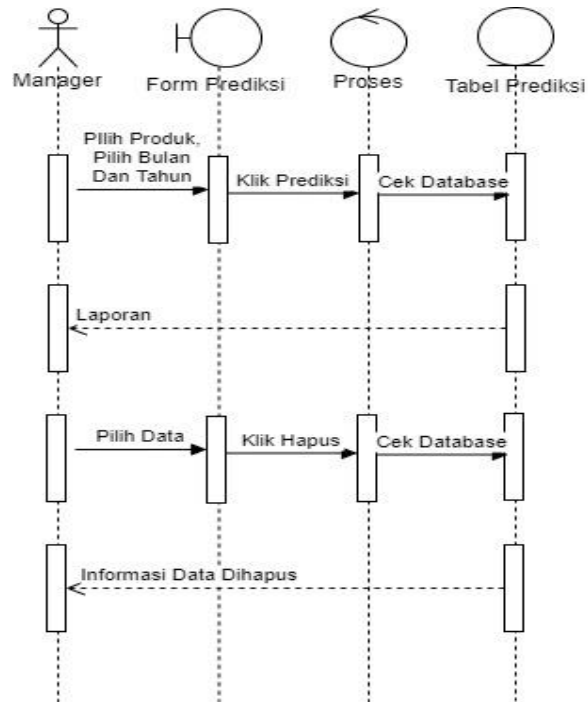 Manager
Form Prediksi
Proses
Tabel Prediksi
PIlih Produk,
Pilih Bulan
Dan Tahun
Klik Prediksi
Cek Database
Laporan
Pilih Data
Klik Hapus
Cek Database
Informasi Data Dihapus